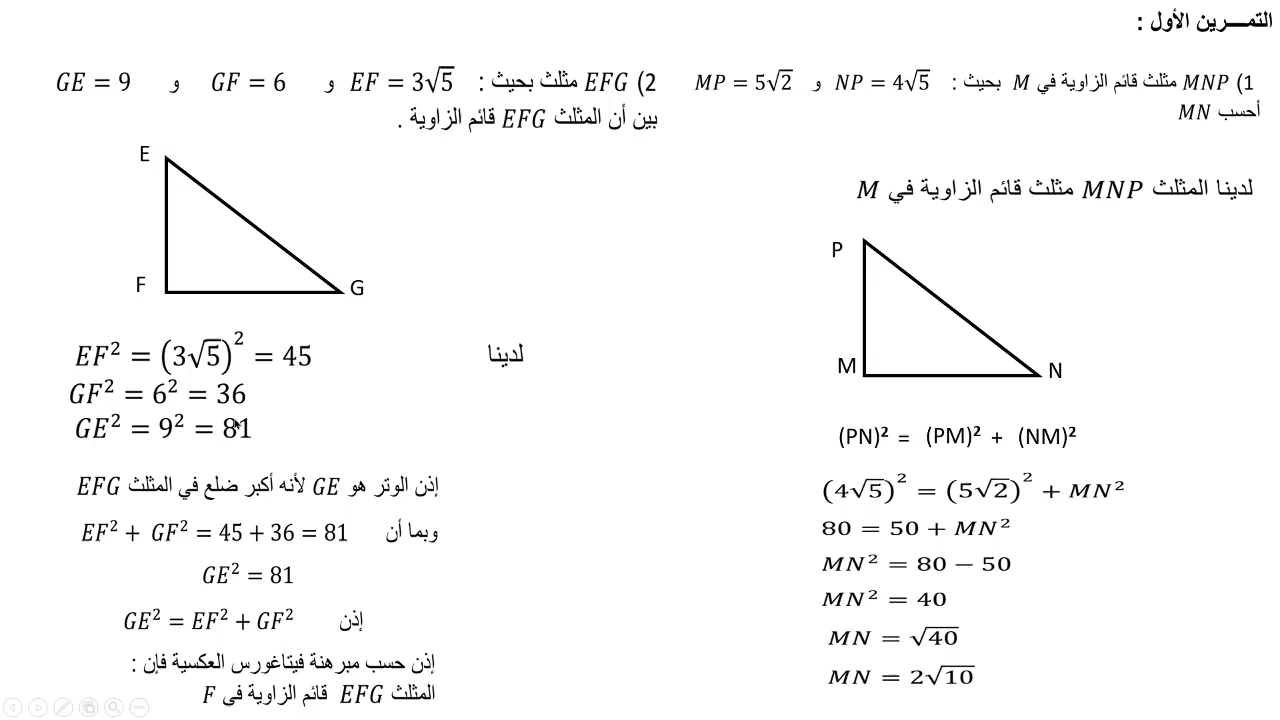 التمـــرين الأول :
1) MNP مثلث قائم الزاوية في M بحيث : NP = 4√5 و MP = 5√2
أحسب MN
لدينا المثلث MNP مثلث قائم الزاوية في M
P
M
N
(PN)² = (PM)² + (NM)²
(4√5)² = (5√2)² + MN²
80 = 50 + MN²
MN² = 80 − 50
MN² = 40
MN = √40
MN = 2√10
2) EFG مثلث بحيث : EF = 3√5 و GF = 6 و GE = 9
بين أن المثلث EFG قائم الزاوية .
E
F
G
لدينا EF² = (3√5)² = 45
GF² = 6² = 36
GE² = 9² = 81
إذن الوتر هو GE لأنه أكبر ضلع في المثلث EFG
وبما أن EF² + GF² = 45 + 36 = 81
GE² = 81
إذن GE² = EF² + GF²
إذن حسب مبرهنة فيتاغورس العكسية فإن :
المثلث EFG قائم الزاوية في F